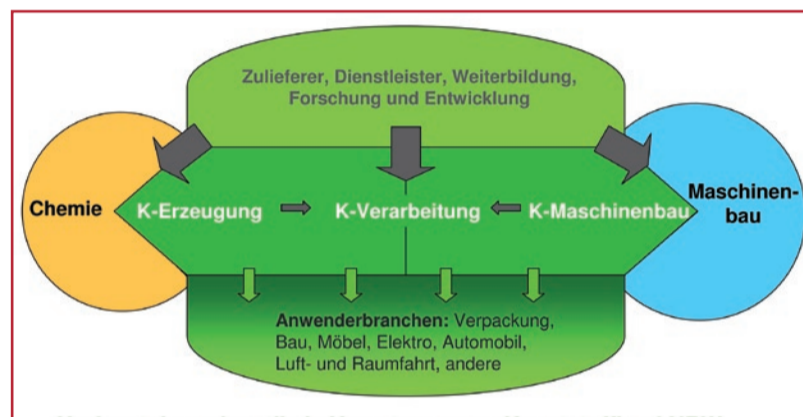 Zulieferer, Dienstleister, Weiterbildung,
Forschung und Entwicklung
Chemie
K-Erzeugung
K-Verarbeitung
K-Maschinenbau
Maschinen-
bau
Anwenderbranchen: Verpackung,
Bau, Möbel, Elektro, Automobil,
Luft- und Raumfahrt, andere